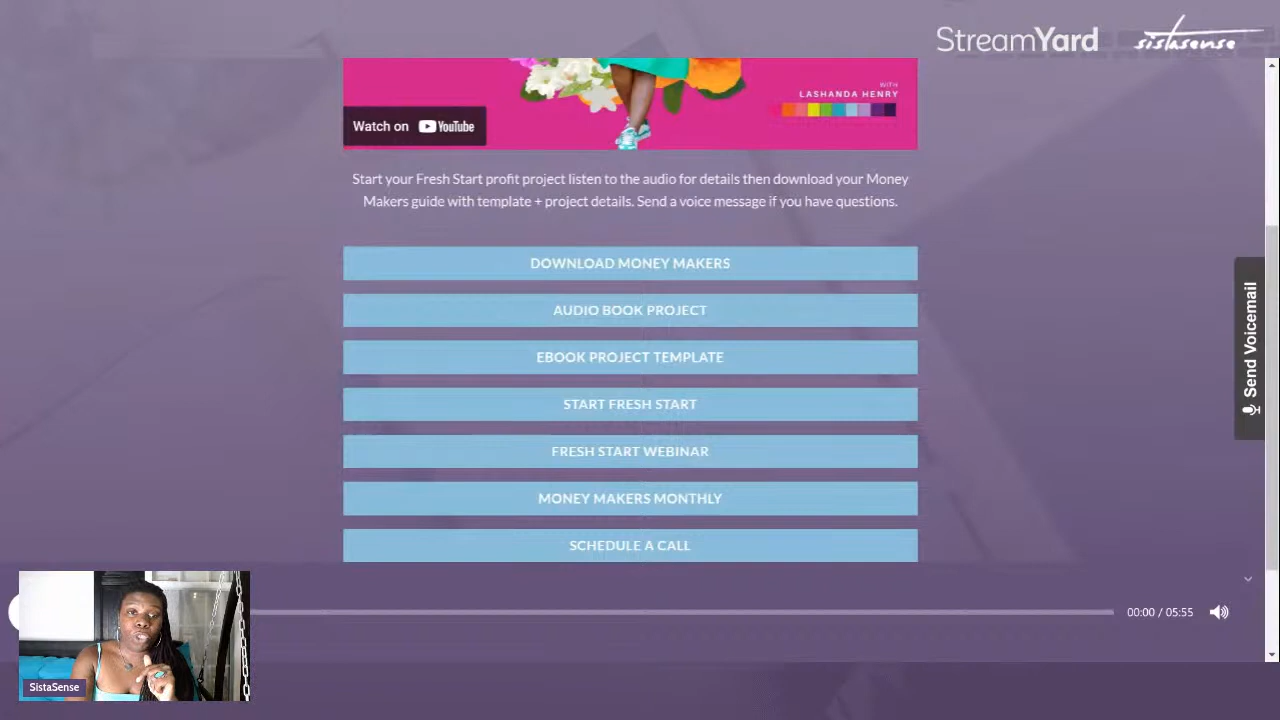 StreamYard
sistasense
WITH
LASHANDA HENRY
Watch on YouTube
Start your Fresh Start profit project listen to the audio for details then download your Money
Makers guide with template + project details. Send a voice message if you have questions.
DOWNLOAD MONEY MAKERS
AUDIO BOOK PROJECT
EBOOK PROJECT TEMPLATE
START FRESH START
FRESH START WEBINAR
MONEY MAKERS MONTHLY
SCHEDULE A CALL
Send Voicemail
00:00 / 05:55
SistaSense